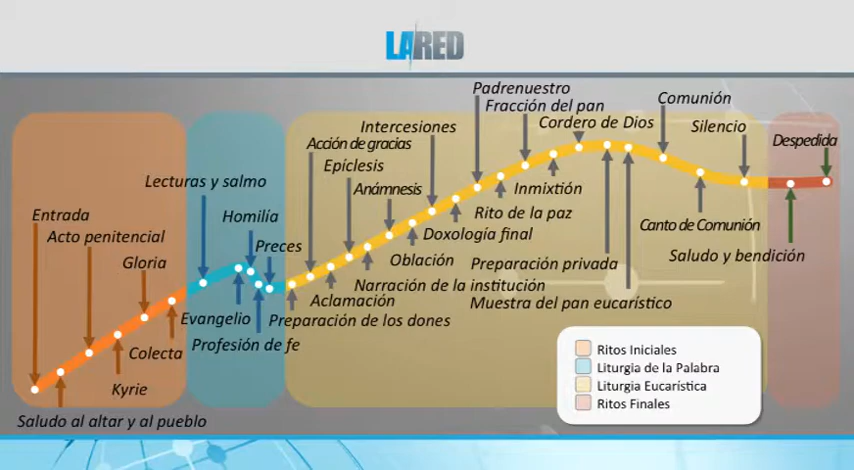 LARED
Padrenuestro
Fracción del pan
Comunión
Cordero de Dios
Intercesiones
Silencio
Acción de gracias
Despedida
Epíclesis
Lecturas y salmo
Anámnesis
Inmixtión
Entrada
Homilía
Rito de la paz
Canto de Comunión
Acto penitencial
Doxología final
Preces
Saludo y bendición
Gloria
Oblación
Preparación privada
Narración de la institución
Aclamación
Muestra del pan eucarístico
Evangelio
Preparación de los dones
Profesión de fe
Colecta
Kyrie
Saludo al altar y al pueblo
Ritos Iniciales
Liturgia de la Palabra
Liturgia Eucarística
Ritos Finales